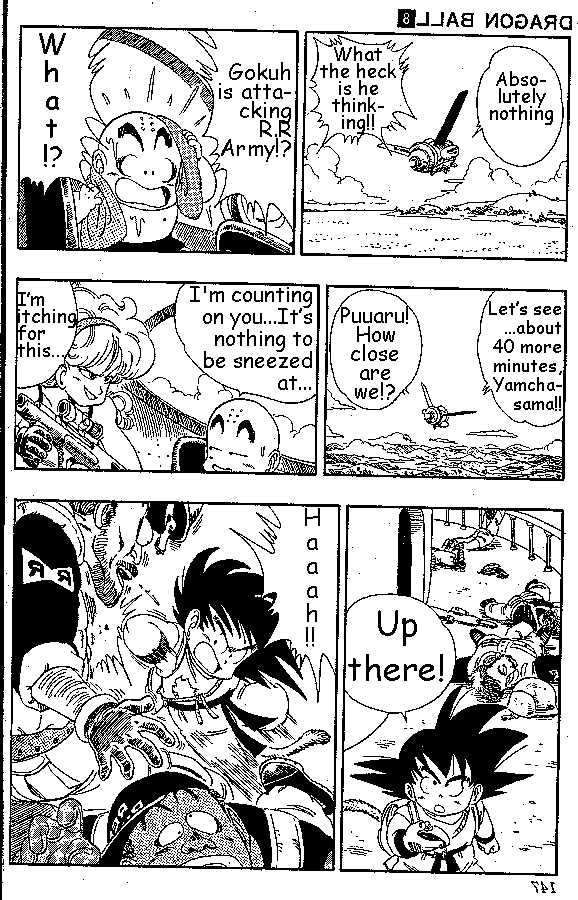 DRAGON BALL 8
Abso-
lutely
nothing
What
the heck
is he
think-
ing!!
Gokuh
is atta-
cking
R.R
Army!?
What!?
Let's see
...about
40 more
minutes,
Yamcha-
sama!!
Puuaru!
How
close
are
we!?
I'm counting
on you...It's
nothing to
be sneezed
at...
I'm
itching
for
this...
Up
there!
Haaah!!
R R
R.R
147